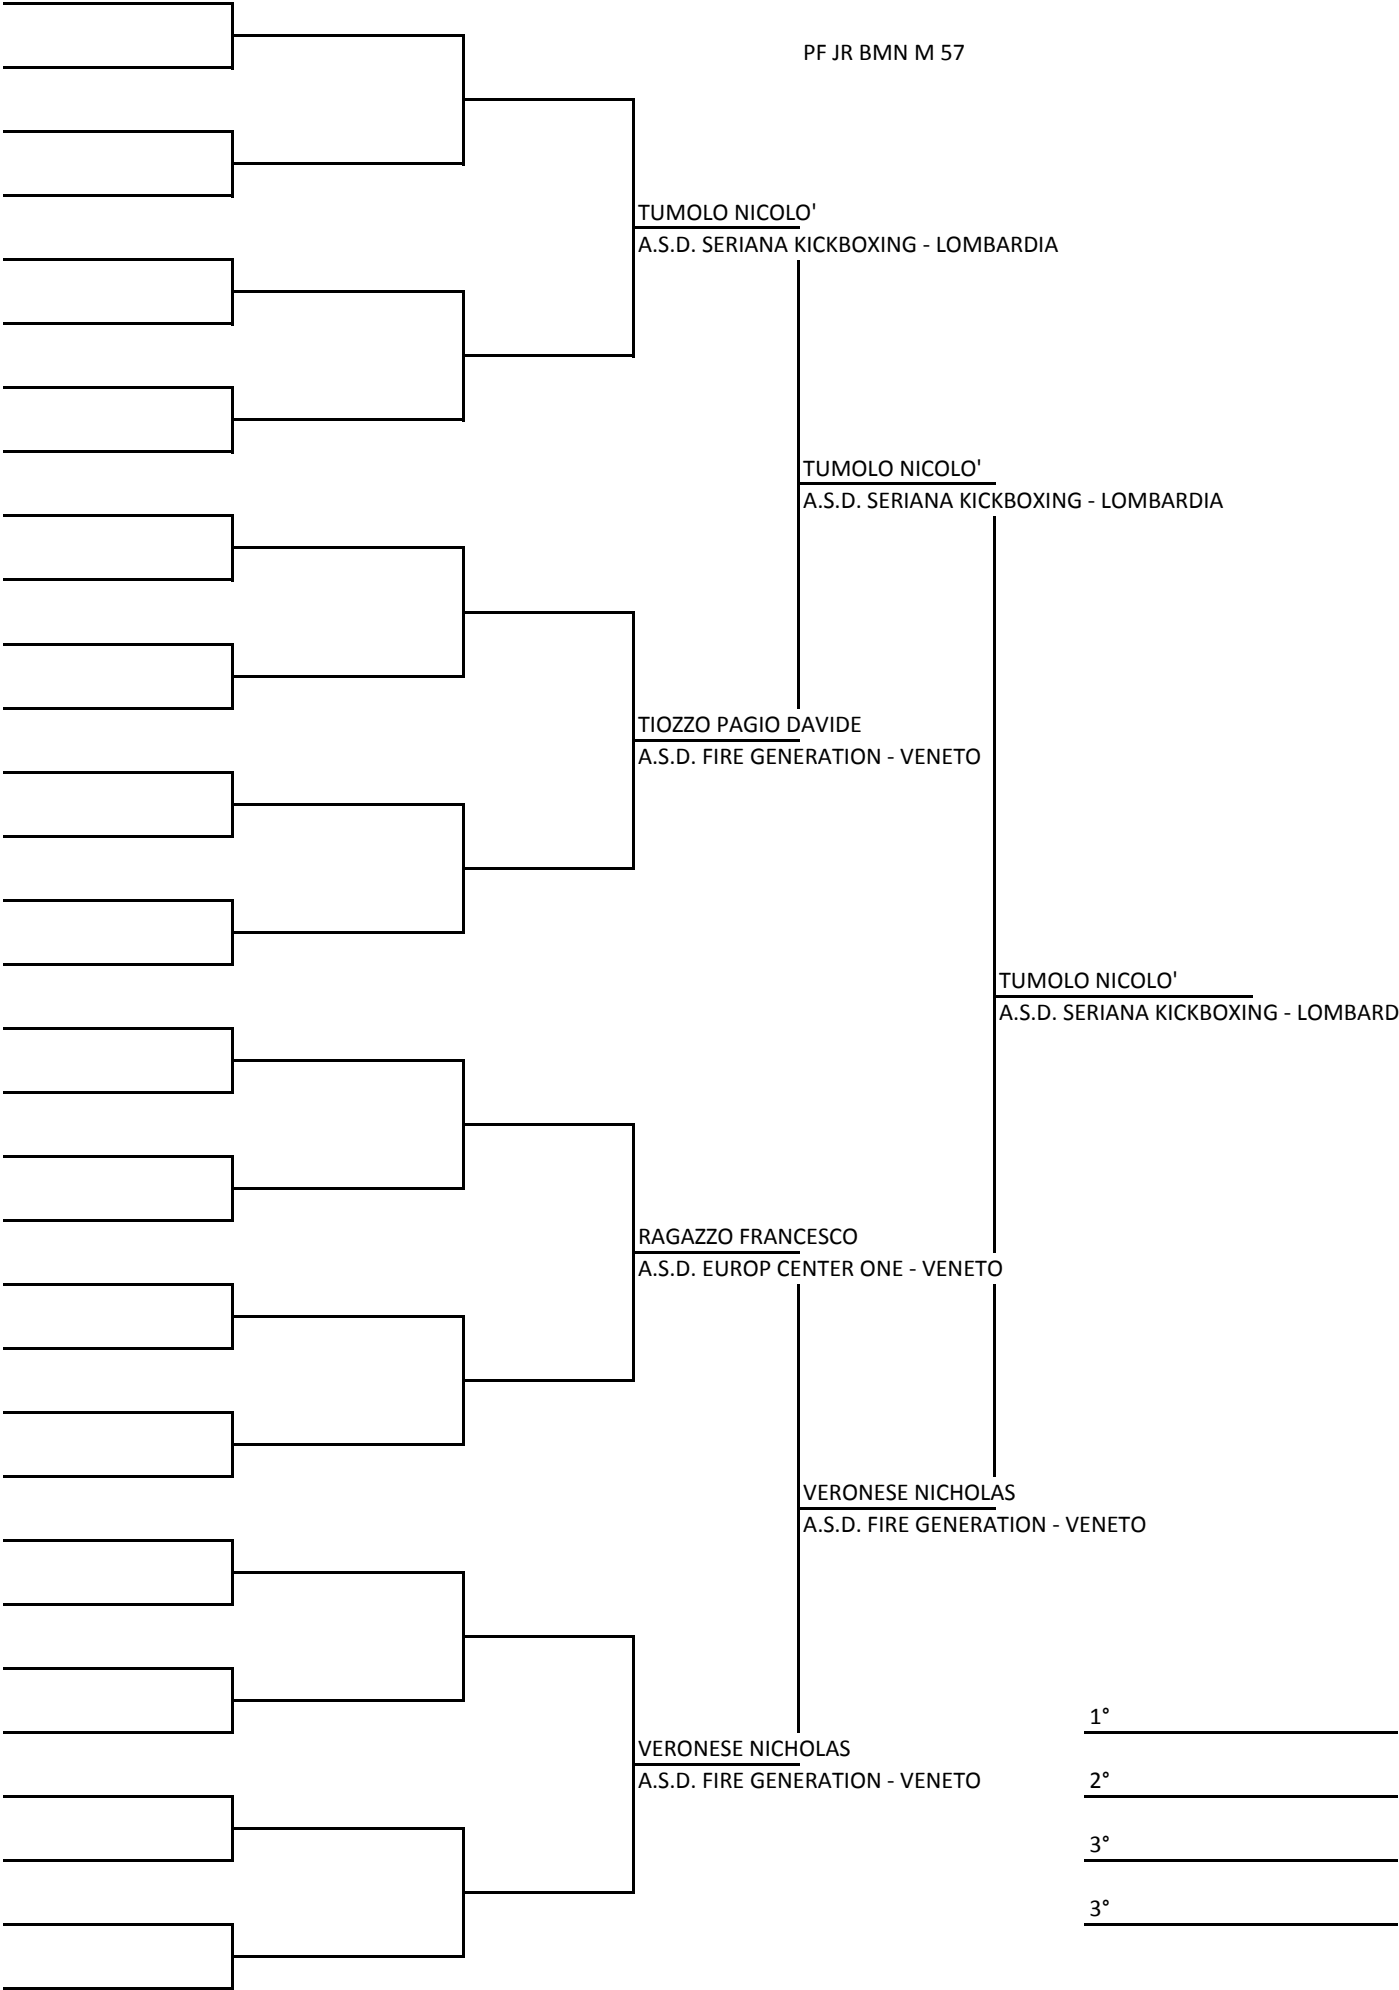 PF JR BMN M 57
TUMOLO NICOLO'
A.S.D. SERIANA KICKBOXING - LOMBARDIA
TUMOLO NICOLO'
A.S.D. SERIANA KICKBOXING - LOMBARDIA
TIOZZO PAGIO DAVIDE
A.S.D. FIRE GENERATION - VENETO
TUMOLO NICOLO'
A.S.D. SERIANA KICKBOXING - LOMBARD
RAGAZZO FRANCESCO
A.S.D. EUROP CENTER ONE - VENETO
VERONESE NICHOLAS
A.S.D. FIRE GENERATION - VENETO
1°
VERONESE NICHOLAS
A.S.D. FIRE GENERATION - VENETO
2°
3°
3°